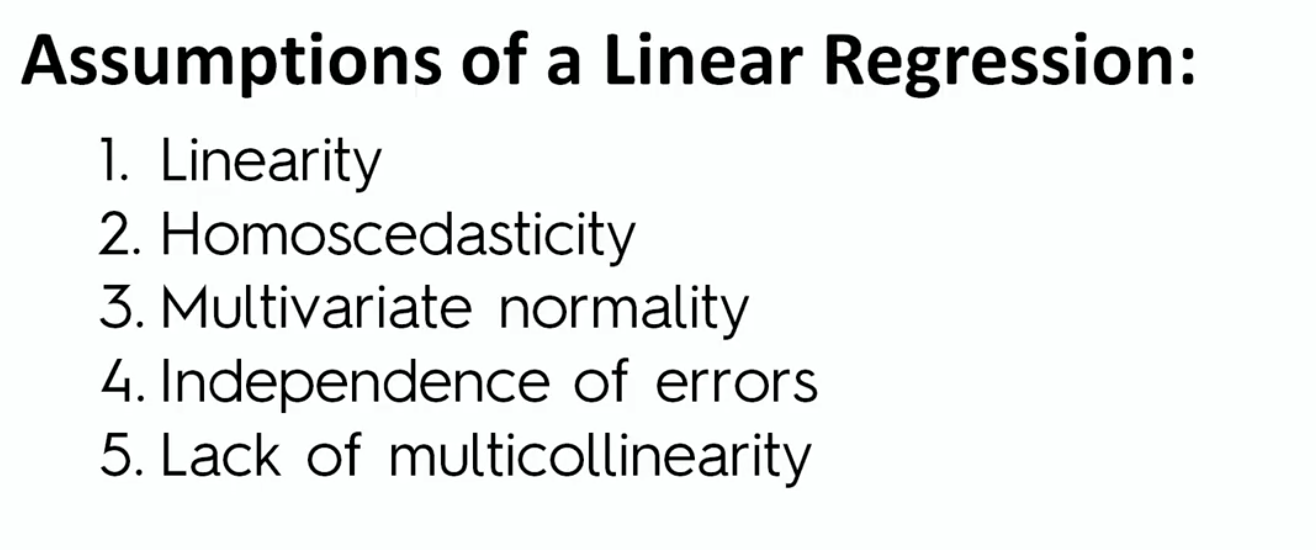 Assumptions of a Linear Regression:
1. Linearity
2. Homoscedasticity
3. Multivariate normality
4. Independence of errors
5. Lack of multicollinearity